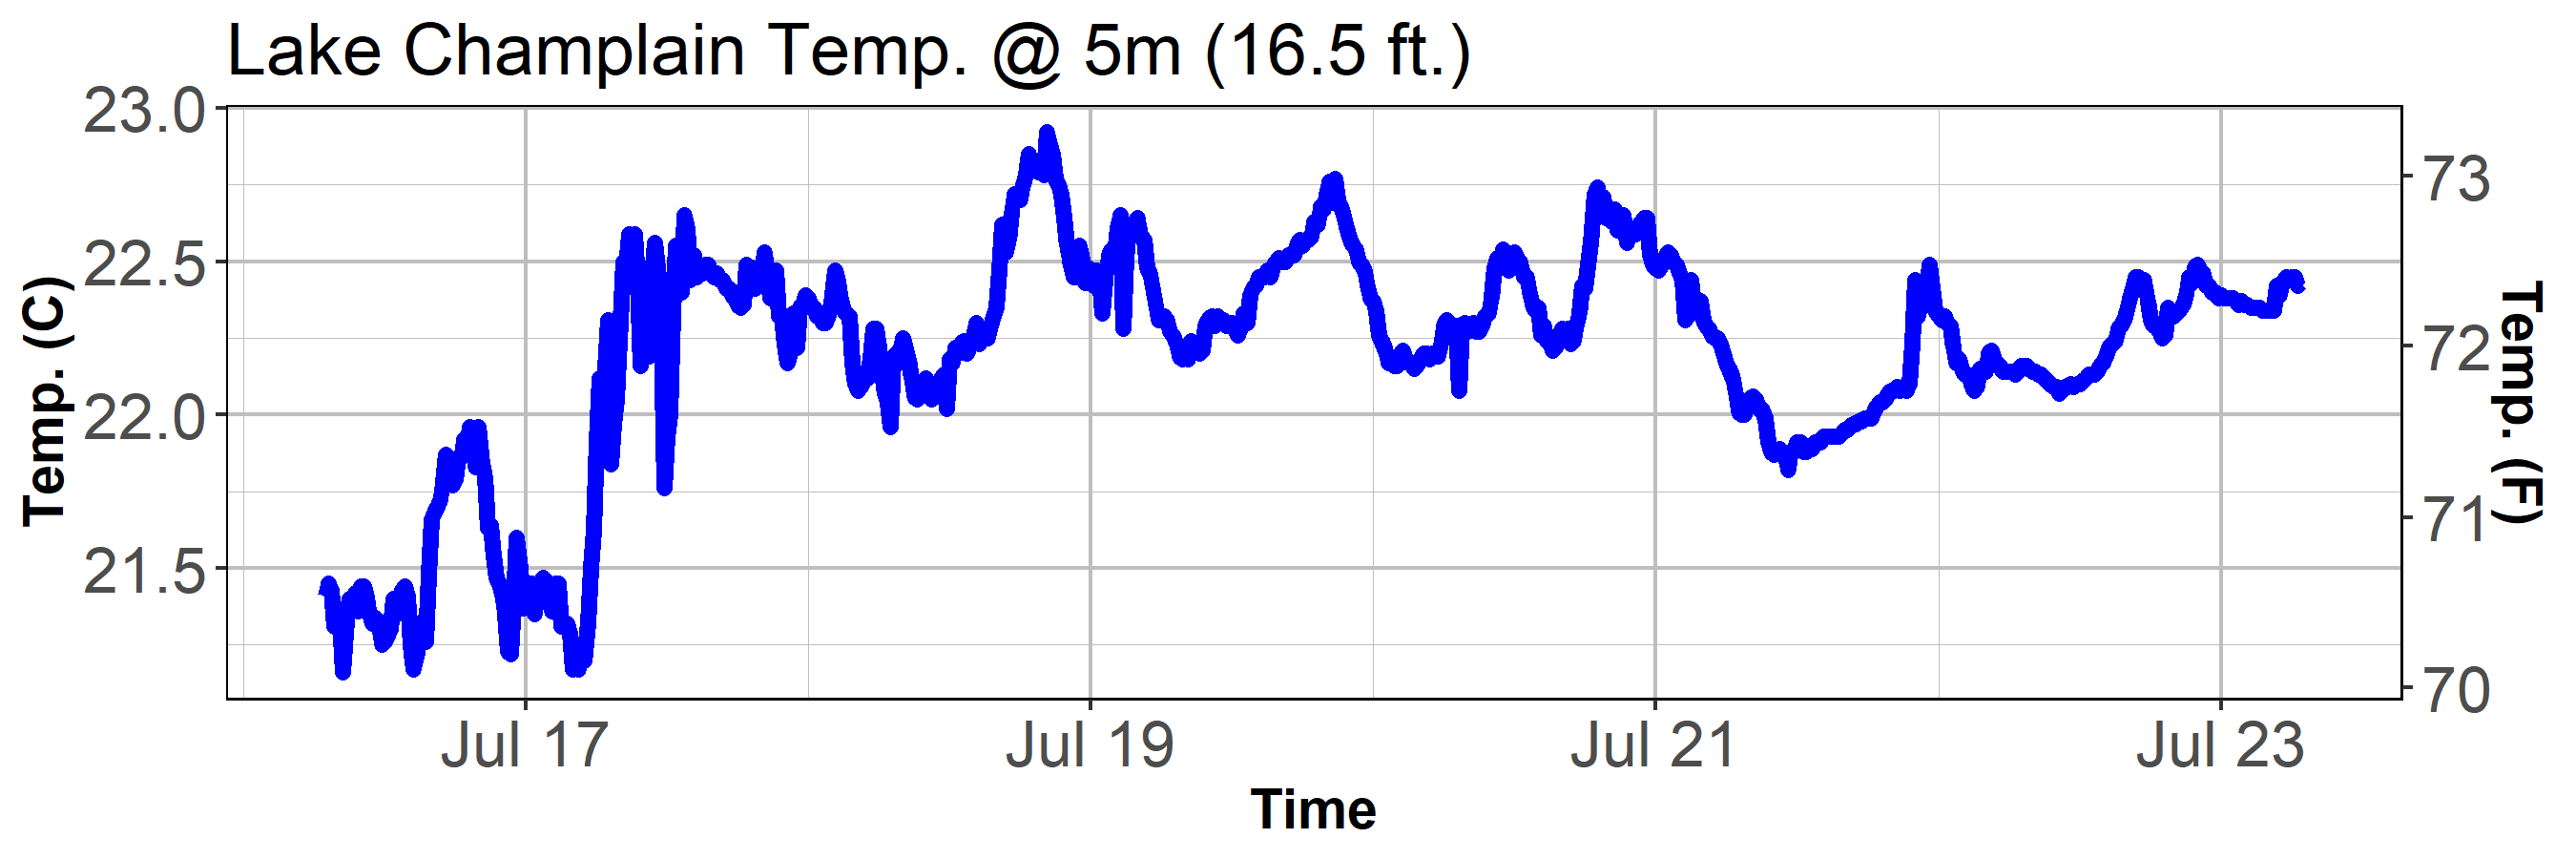 Lake Champlain Temp. @ 5m (16.5 ft.)
Temp. (C)
23.0
22.5
22.0
21.5
73
72
71
70
Temp. (F)
Jul 17
Jul 19
Jul 21
Jul 23
Time